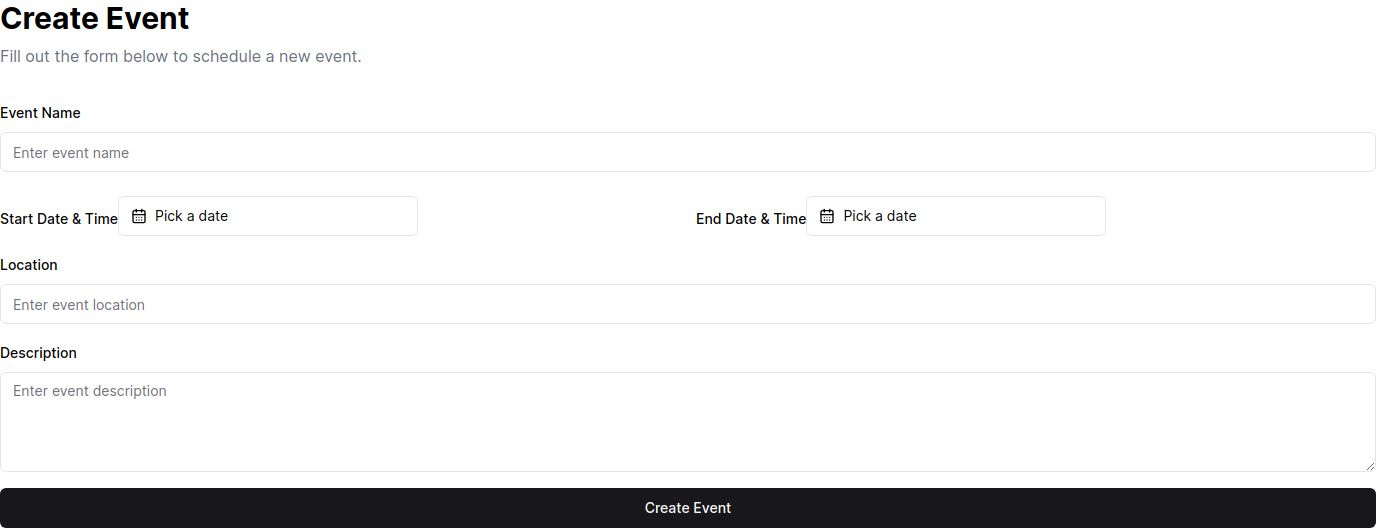 Create Event
Fill out the form below to schedule a new event.
Event Name
Enter event name
Start Date & Time Pick a date End Date & Time Pick a date
Location
Enter event location
Description
Enter event description
Create Event